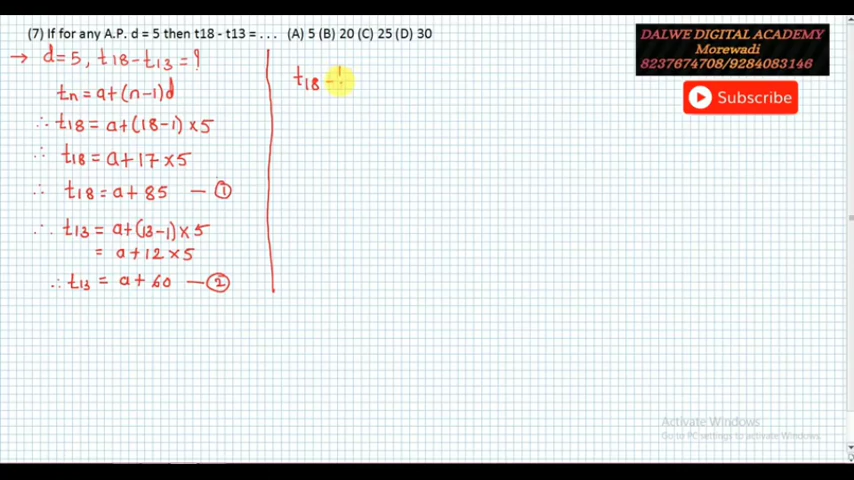 (7) If for any A.P. d = 5 then t18 - t13 = . . . (A) 5 (B) 20 (C) 25 (D) 30
→ d=5, t18-t13 = ?
tn = a+(n-1)d
∴ t18 = a+(18-1)×5
∴ t18 = a+17×5
∴ t18 = a+85 — ①
∴ t13 = a+(13-1)×5
= a+12×5
∴ t13 = a+60 — ②
t18 -
DALWE DIGITAL ACADEMY
Morewadi
8237674708/9284083146
Subscribe
Activate Windows
Go to PC settings to activate Windows.